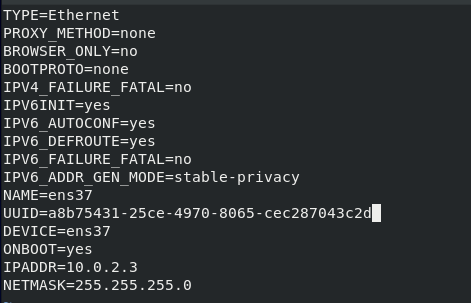 TYPE=Ethernet
PROXY_METHOD=none
BROWSER_ONLY=no
BOOTPROTO=none
IPV4_FAILURE_FATAL=no
IPV6INIT=yes
IPV6_AUTOCONF=yes
IPV6_DEFROUTE=yes
IPV6_FAILURE_FATAL=no
IPV6_ADDR_GEN_MODE=stable-privacy
NAME=ens37
UUID=a8b75431-25ce-4970-8065-cec287043c2d
DEVICE=ens37
ONBOOT=yes
IPADDR=10.0.2.3
NETMASK=255.255.255.0